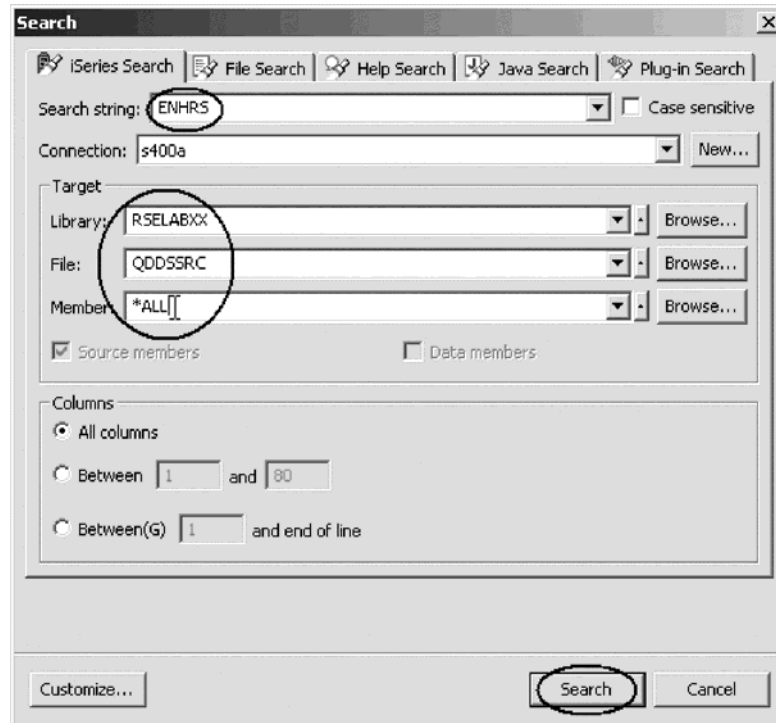 Search
iSeries Search File Search Help Search Java Search Plug-in Search
Search string: ENHRS Case sensitive
Connection: s400a New...
Target
Library: RSELABXX Browse...
File: QDDSSRC Browse...
Member: *ALL Browse...
Source members Data members
Columns
All columns
Between 1 and 80
Between(G) 1 and end of line
Customize... Search Cancel